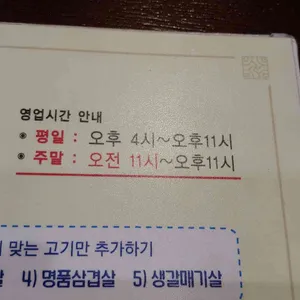 영업시간 안내
• 평일 : 오후 4시~오후11시
• 주말 : 오전 11시~오후11시
맞는 고기만 추가하기
4) 명품삼겹살 5) 생갈매기살